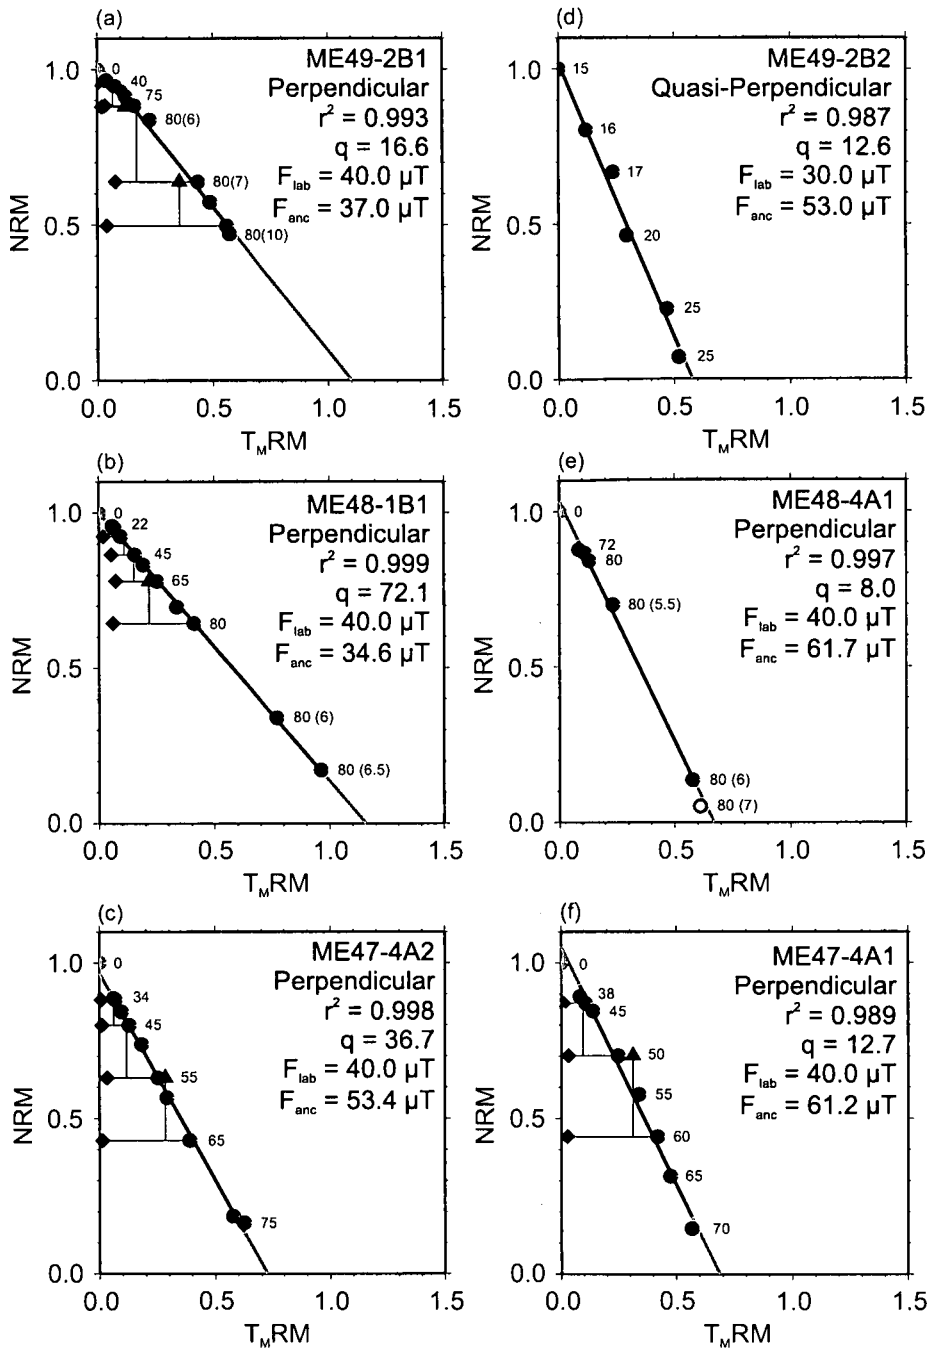 (a)
ME49-2B1
Perpendicular
r² = 0.993
q = 16.6
F_lab = 40.0 µT
F_anc = 37.0 µT
0
40
75
80(6)
80(7)
80(10)
1.0
0.5
0.0
NRM
0.0 0.5 1.0 1.5
T_MRM
(b)
ME48-1B1
Perpendicular
r² = 0.999
q = 72.1
F_lab = 40.0 µT
F_anc = 34.6 µT
0
22
45
65
80
80 (6)
80 (6.5)
1.0
0.5
0.0
NRM
0.0 0.5 1.0 1.5
T_MRM
(c)
ME47-4A2
Perpendicular
r² = 0.998
q = 36.7
F_lab = 40.0 µT
F_anc = 53.4 µT
0
34
45
55
65
75
1.0
0.5
0.0
NRM
0.0 0.5 1.0 1.5
T_MRM
(d)
ME49-2B2
Quasi-Perpendicular
r² = 0.987
q = 12.6
F_lab = 30.0 µT
F_anc = 53.0 µT
15
16
17
20
25
25
1.0
0.5
0.0
NRM
0.0 0.5 1.0 1.5
T_MRM
(e)
ME48-4A1
Perpendicular
r² = 0.997
q = 8.0
F_lab = 40.0 µT
F_anc = 61.7 µT
0
72
80
80 (5.5)
80 (6)
80 (7)
1.0
0.5
0.0
NRM
0.0 0.5 1.0 1.5
T_MRM
(f)
ME47-4A1
Perpendicular
r² = 0.989
q = 12.7
F_lab = 40.0 µT
F_anc = 61.2 µT
0
38
45
50
55
60
65
70
1.0
0.5
0.0
NRM
0.0 0.5 1.0 1.5
T_MRM